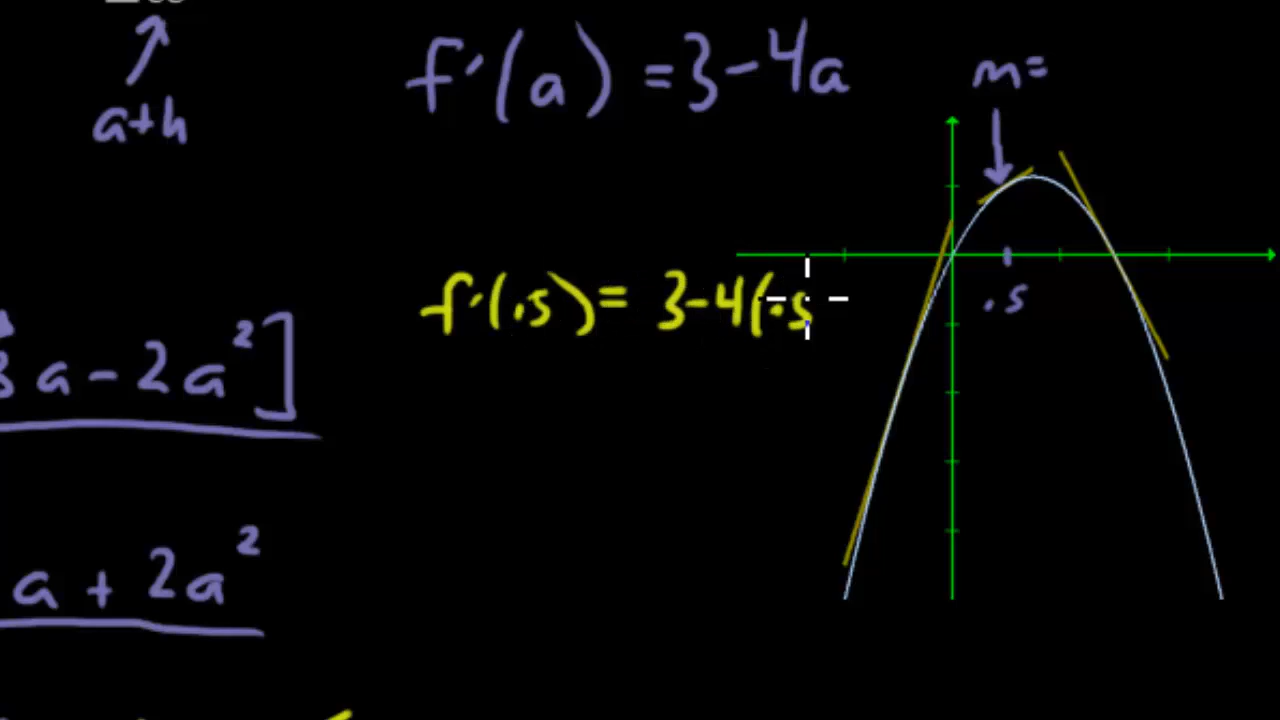 f'(a) = 3 - 4a
m =
a+h
f'(.5) = 3-4(.5
.5
3a - 2a²]
a + 2a²